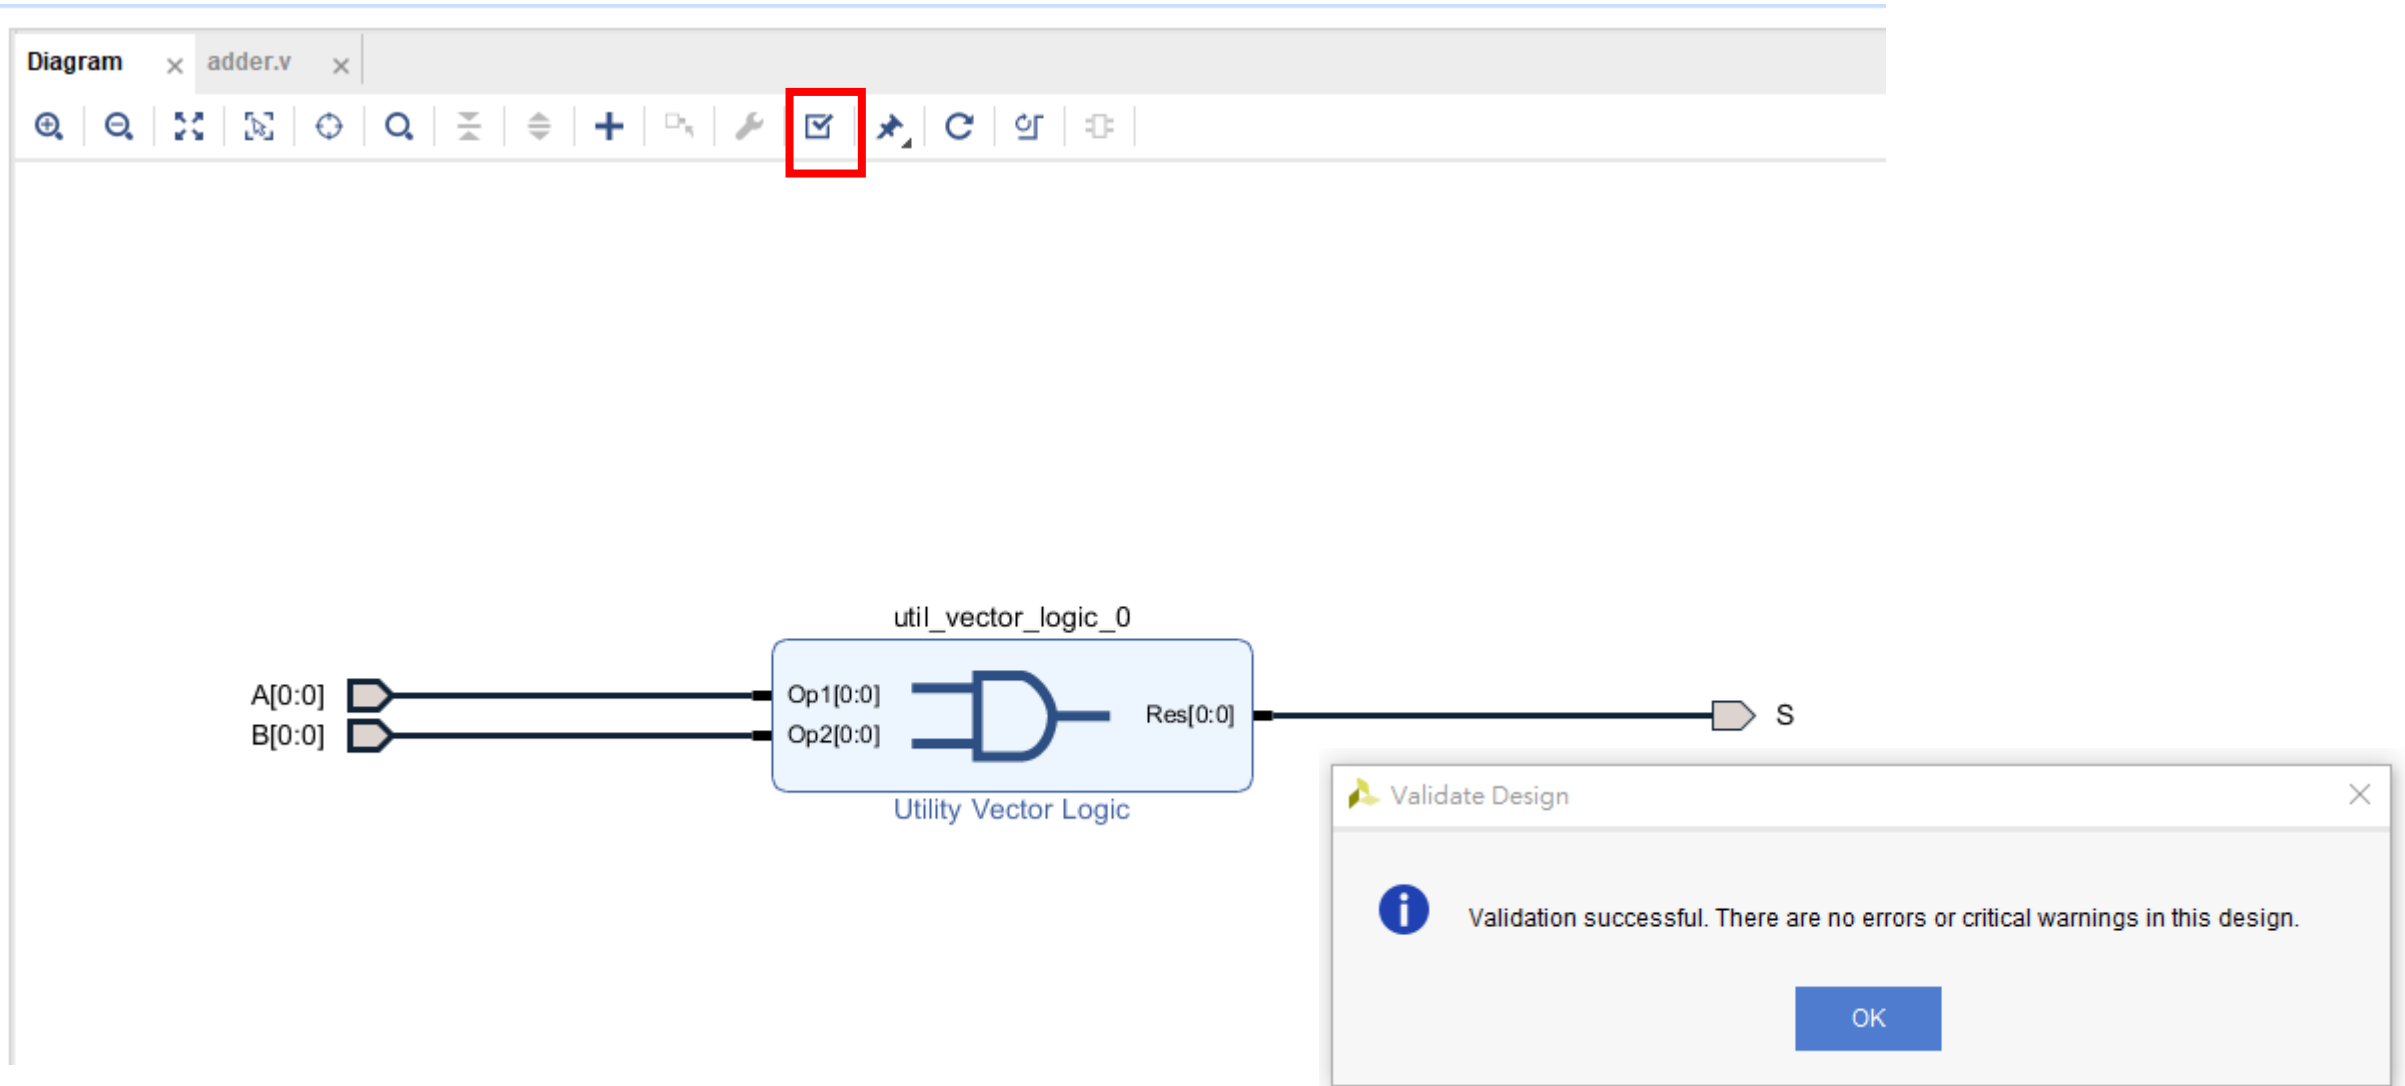 Diagram adder.v
util_vector_logic_0
A[0:0] Op1[0:0]
B[0:0] Op2[0:0]
Res[0:0] S
Utility Vector Logic
Validate Design
Validation successful. There are no errors or critical warnings in this design.
OK